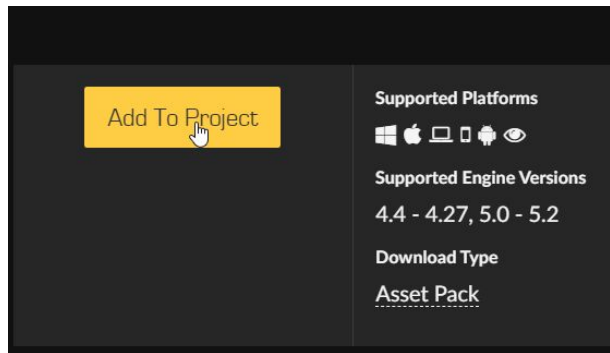 Add To Project
Supported Platforms
Supported Engine Versions
4.4 - 4.27, 5.0 - 5.2
Download Type
Asset Pack